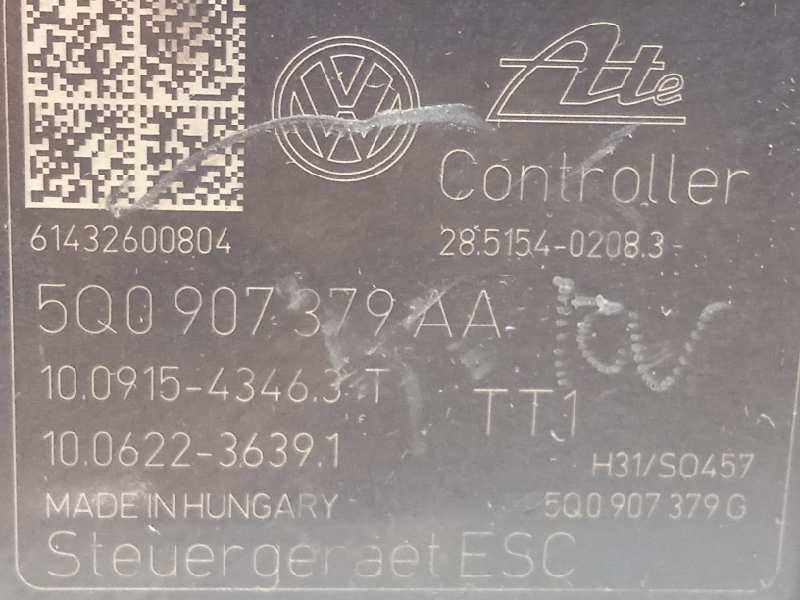 Ate
Controller
61432600804
28.5154-0208.3-
5Q0 907 379 AA
10.0915-4346.3 T
TT1
10.0622-3639.1
H31/S0457
MADE IN HUNGARY
5Q0 907 379 G
Steuergeraet ESC